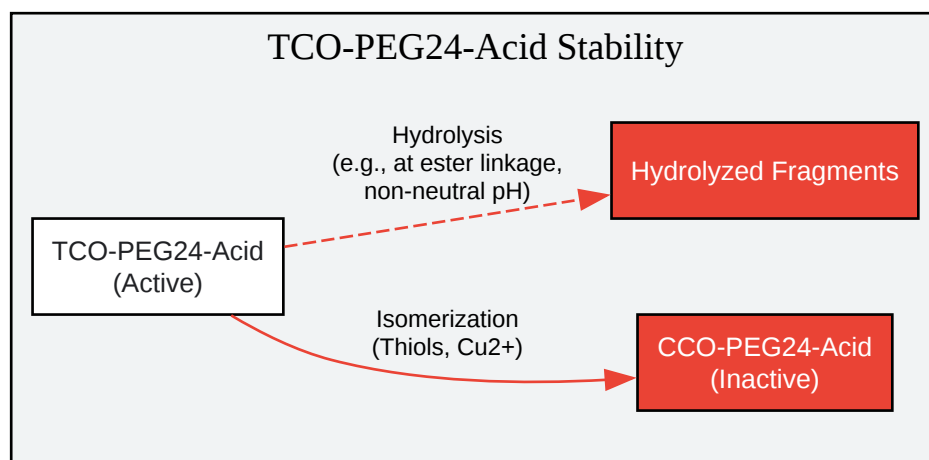 TCO-PEG24-Acid Stability
Hydrolysis
(e.g., at ester linkage,
non-neutral pH)
Hydrolyzed Fragments
TCO-PEG24-Acid
(Active)
Isomerization
(Thiols, Cu2+)
CCO-PEG24-Acid
(Inactive)